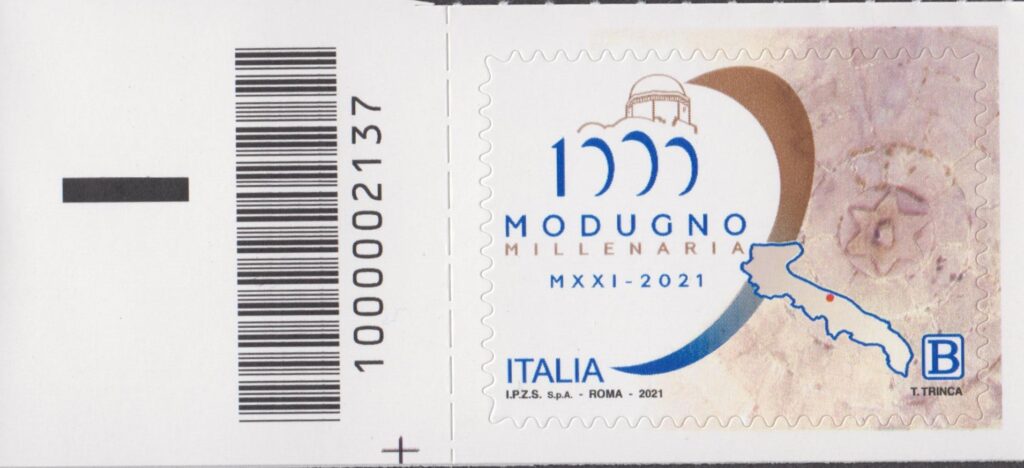 1000002137
1000
MODUGNO
MILLENARIA
MXXI-2021
ITALIA
B
I.P.Z.S. S.p.A. - ROMA - 2021
T. TRINCA